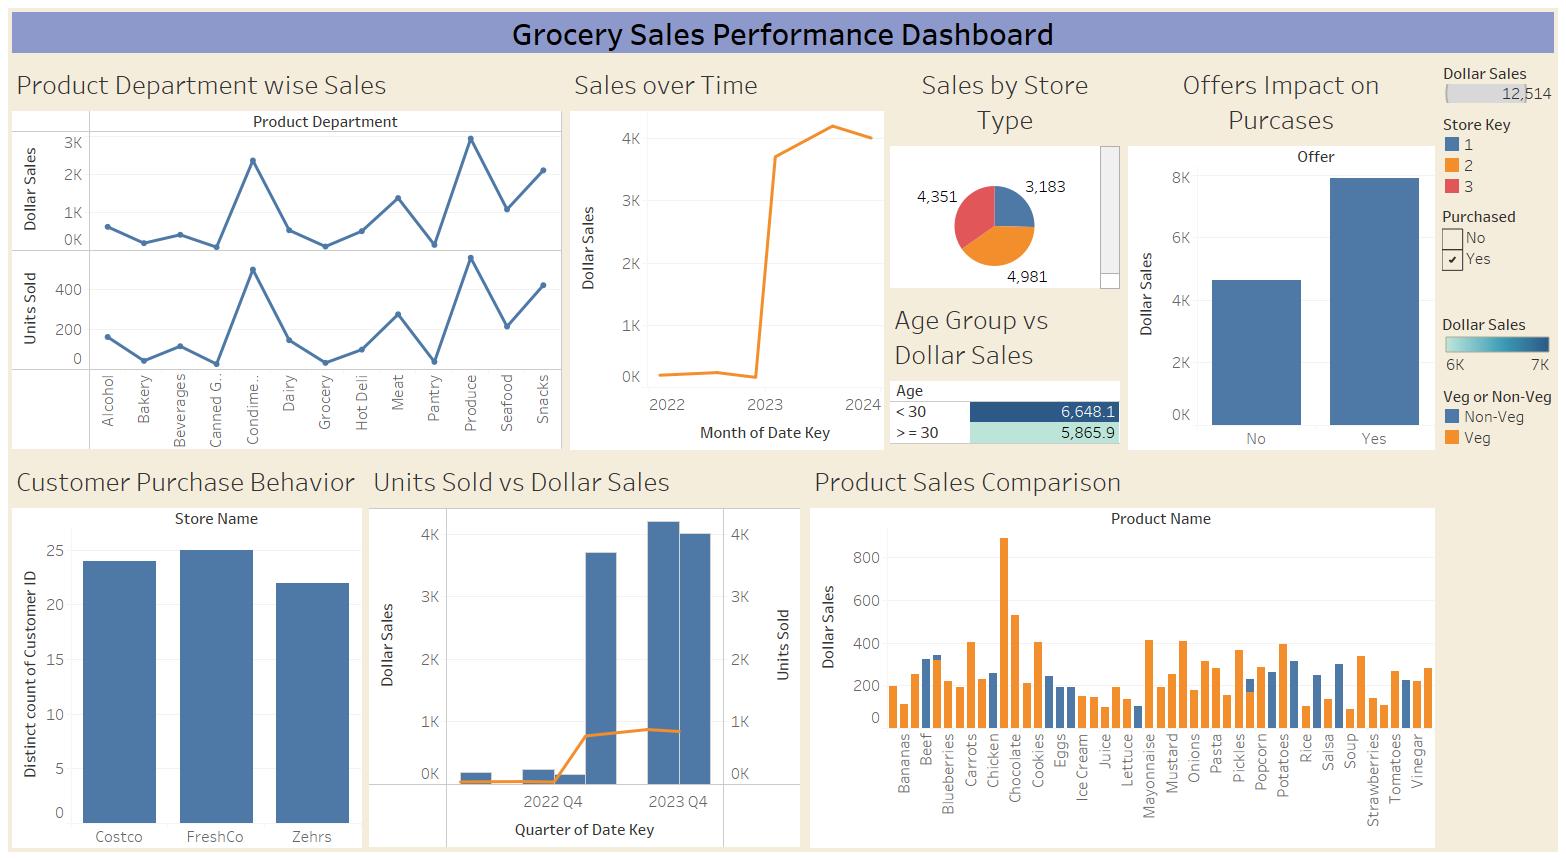 Grocery Sales Performance Dashboard
Product Department wise Sales
Product Department
Dollar Sales
3K
2K
1K
0K
Units Sold
400
200
0
Alcohol
Bakery
Beverages
Canned G..
Condime..
Dairy
Grocery
Hot Deli
Meat
Pantry
Produce
Seafood
Snacks
Sales over Time
Dollar Sales
4K
3K
2K
1K
0K
2022
2023
2024
Month of Date Key
Sales by Store
Type
3,183
4,351
4,981
Age Group vs
Dollar Sales
Age
< 30 6,648.1
>= 30 5,865.9
Offers Impact on
Purcases
Offer
Dollar Sales
8K
6K
4K
2K
0K
No
Yes
Dollar Sales
12,514
Store Key
1
2
3
Purchased
No
Yes
Dollar Sales
6K 7K
Veg or Non-Veg
Non-Veg
Veg
Customer Purchase Behavior
Store Name
Distinct count of Customer ID
25
20
15
10
5
0
Costco
FreshCo
Zehrs
Units Sold vs Dollar Sales
Dollar Sales
4K
3K
2K
1K
0K
4K
3K
2K
1K
0K
Units Sold
2022 Q4
2023 Q4
Quarter of Date Key
Product Sales Comparison
Product Name
Dollar Sales
800
600
400
200
0
Bananas
Beef
Blueberries
Carrots
Chicken
Chocolate
Cookies
Eggs
Ice Cream
Juice
Lettuce
Mayonnaise
Mustard
Onions
Pasta
Pickles
Popcorn
Potatoes
Rice
Salsa
Soup
Strawberries
Tomatoes
Vinegar